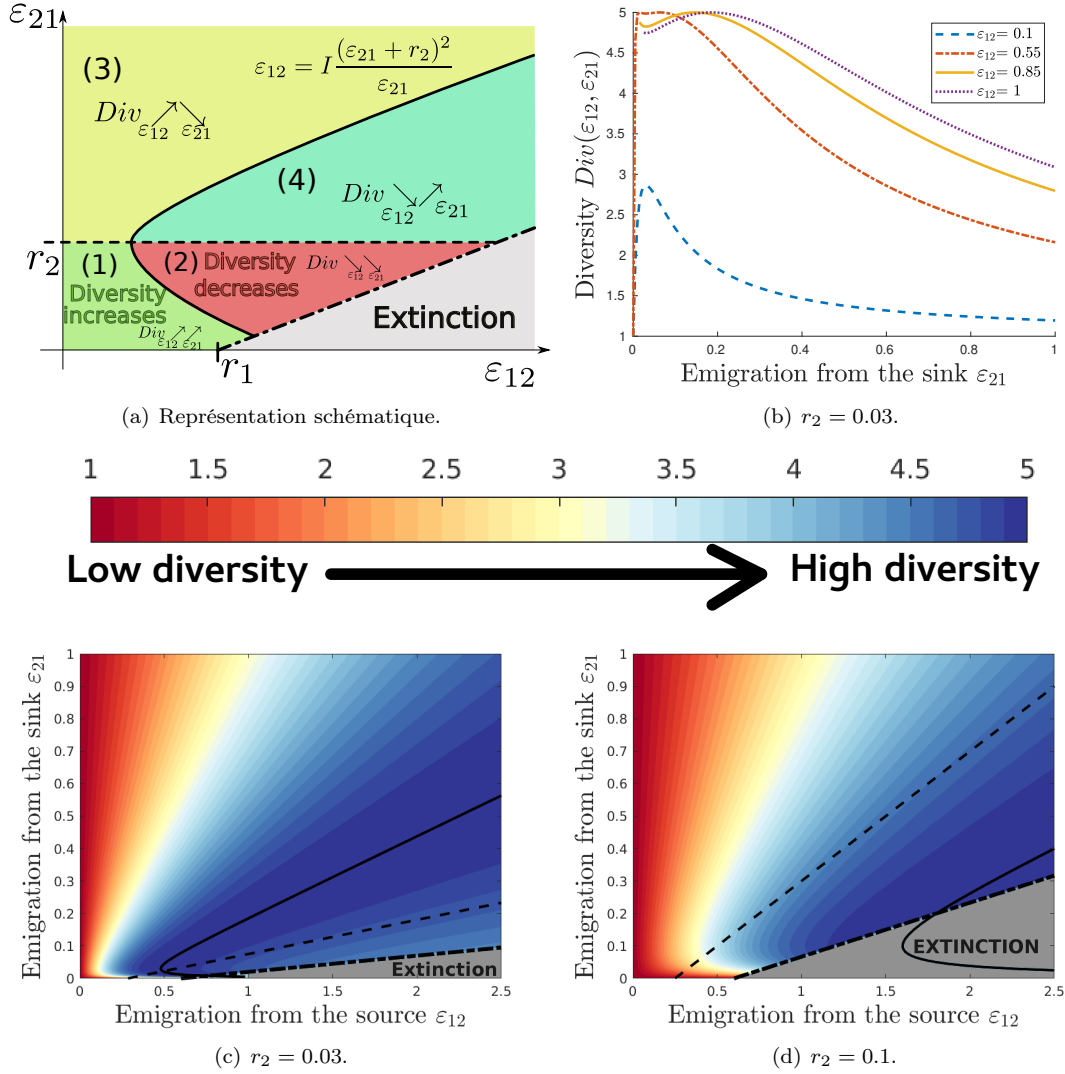 ε21
(3)
Div ε12↗ ε21↘
ε12 = I (ε21 + r2)² / ε21
(4)
Div ε12↘ ε21↗
r2
(1)
Diversity
increases
Div ε12↗ ε21↗
(2)
Diversity
decreases
Div ε12↘ ε21↘
Extinction
r1
ε12
(a) Représentation schématique.
Diversity Div(ε12, ε21)
5
4.5
4
3.5
3
2.5
2
1.5
1
ε12= 0.1
ε12= 0.55
ε12= 0.85
ε12= 1
0 0.2 0.4 0.6 0.8 1
Emigration from the sink ε21
(b) r2 = 0.03.
1 1.5 2 2.5 3 3.5 4 4.5 5
Low diversity
High diversity
Emigration from the sink ε21
1
0.9
0.8
0.7
0.6
0.5
0.4
0.3
0.2
0.1
0
Extinction
0 0.5 1 1.5 2 2.5
Emigration from the source ε12
(c) r2 = 0.03.
Emigration from the sink ε21
1
0.9
0.8
0.7
0.6
0.5
0.4
0.3
0.2
0.1
0
EXTINCTION
0 0.5 1 1.5 2 2.5
Emigration from the source ε12
(d) r2 = 0.1.